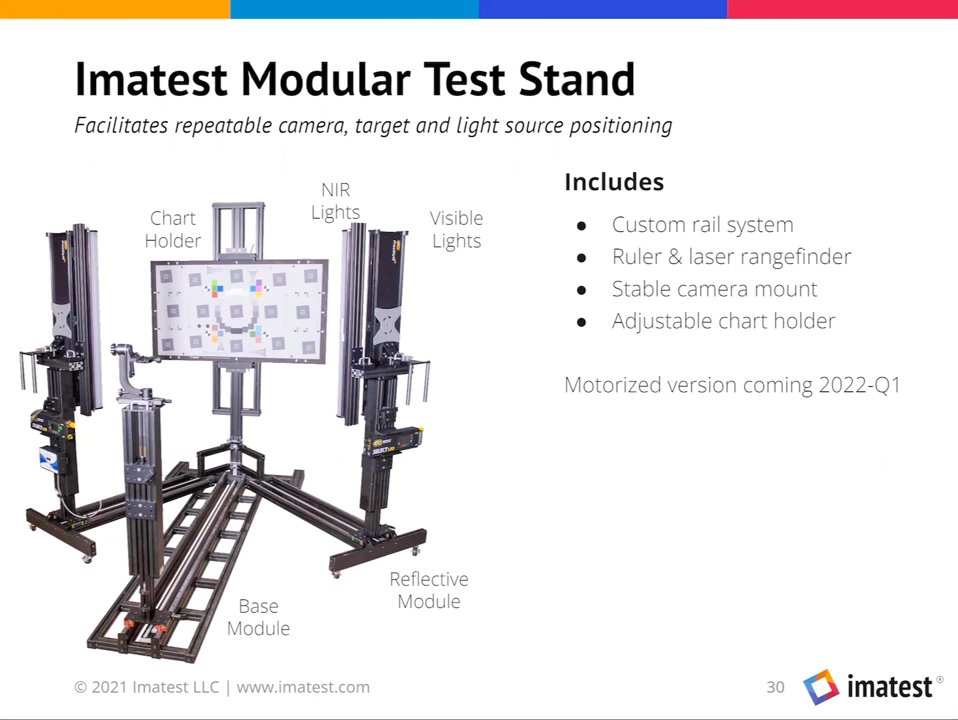 Imatest Modular Test Stand
Facilitates repeatable camera, target and light source positioning
NIR
Lights
Chart
Holder
Visible
Lights
Includes
● Custom rail system
● Ruler & laser rangefinder
● Stable camera mount
● Adjustable chart holder
Motorized version coming 2022-Q1
SELECT
Reflective
Module
Base
Module
© 2021 Imatest LLC | www.imatest.com
30
imatest®